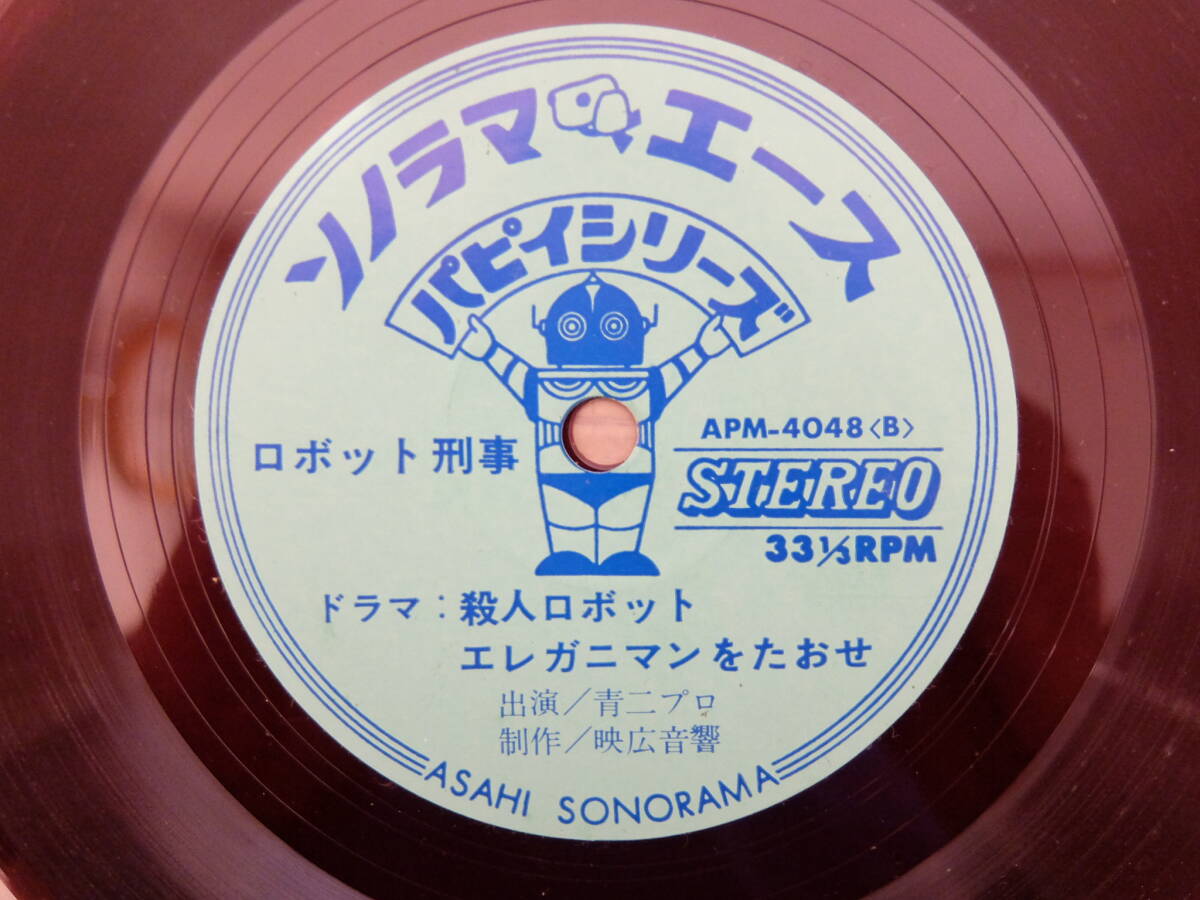 ソノラマエース
パピイシリーズ
ロボット刑事
APM-4048〈B〉
STEREO
33⅓RPM
ドラマ:殺人ロボット
エレガニマンをたおせ
出演/青二プロ
制作/映広音響
ASAHI SONORAMA